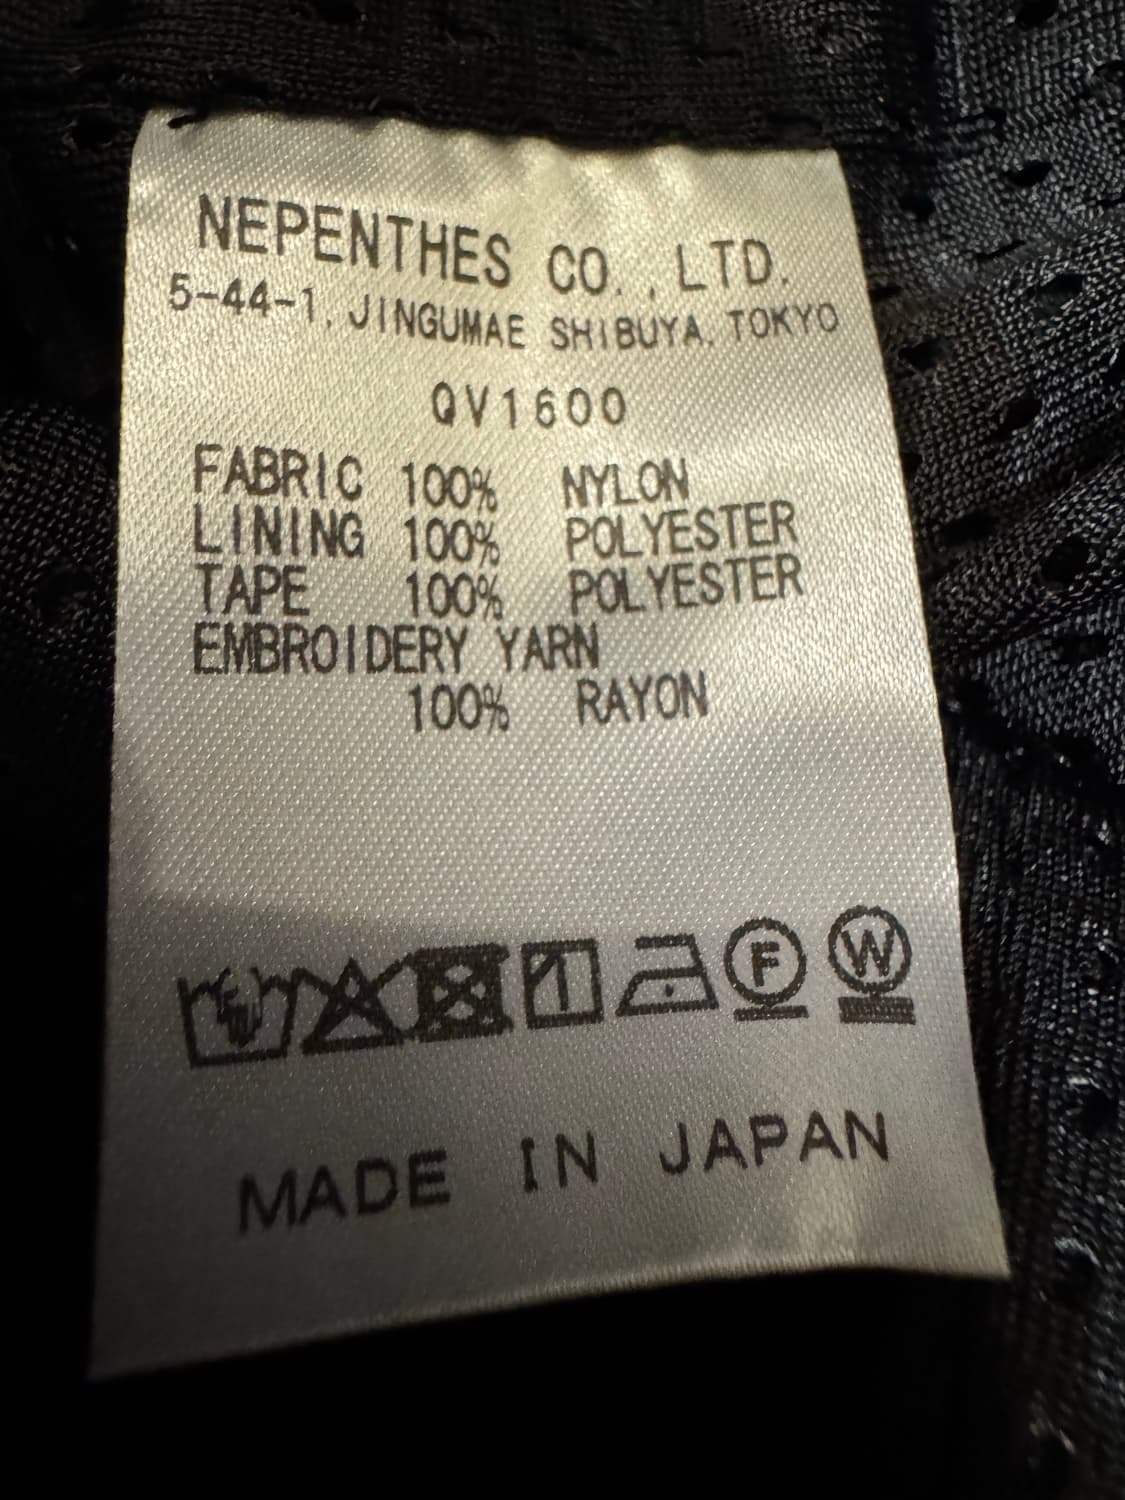 NEPENTHES CO., LTD.
5-44-1, JINGUMAE SHIBUYA, TOKYO
QV1600
FABRIC 100% NYLON
LINING 100% POLYESTER
TAPE 100% POLYESTER
EMBROIDERY YARN
100% RAYON
F W
MADE IN JAPAN